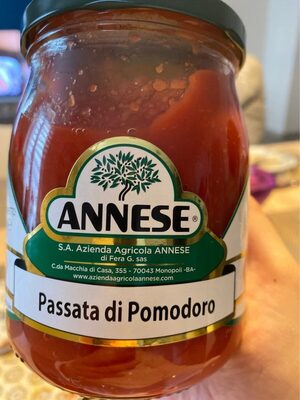 ANNESE®
S.A. Azienda Agricola ANNESE
di Fera G. sas
C.da Macchia di Casa, 355 - 70043 Monopoli -BA-
www.aziendaagricolaannese.com
Passata di Pomodoro